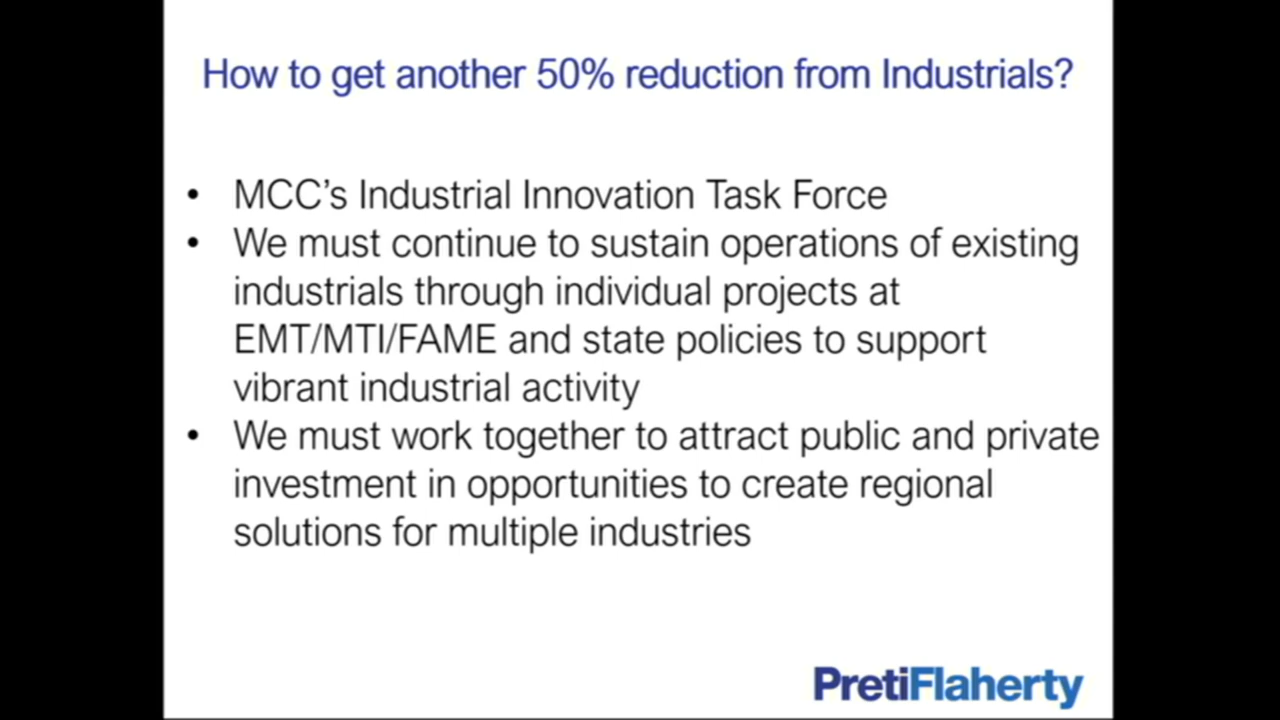 How to get another 50% reduction from Industrials?
• MCC's Industrial Innovation Task Force
• We must continue to sustain operations of existing
industrials through individual projects at
EMT/MTI/FAME and state policies to support
vibrant industrial activity
• We must work together to attract public and private
investment in opportunities to create regional
solutions for multiple industries
PretiFlaherty